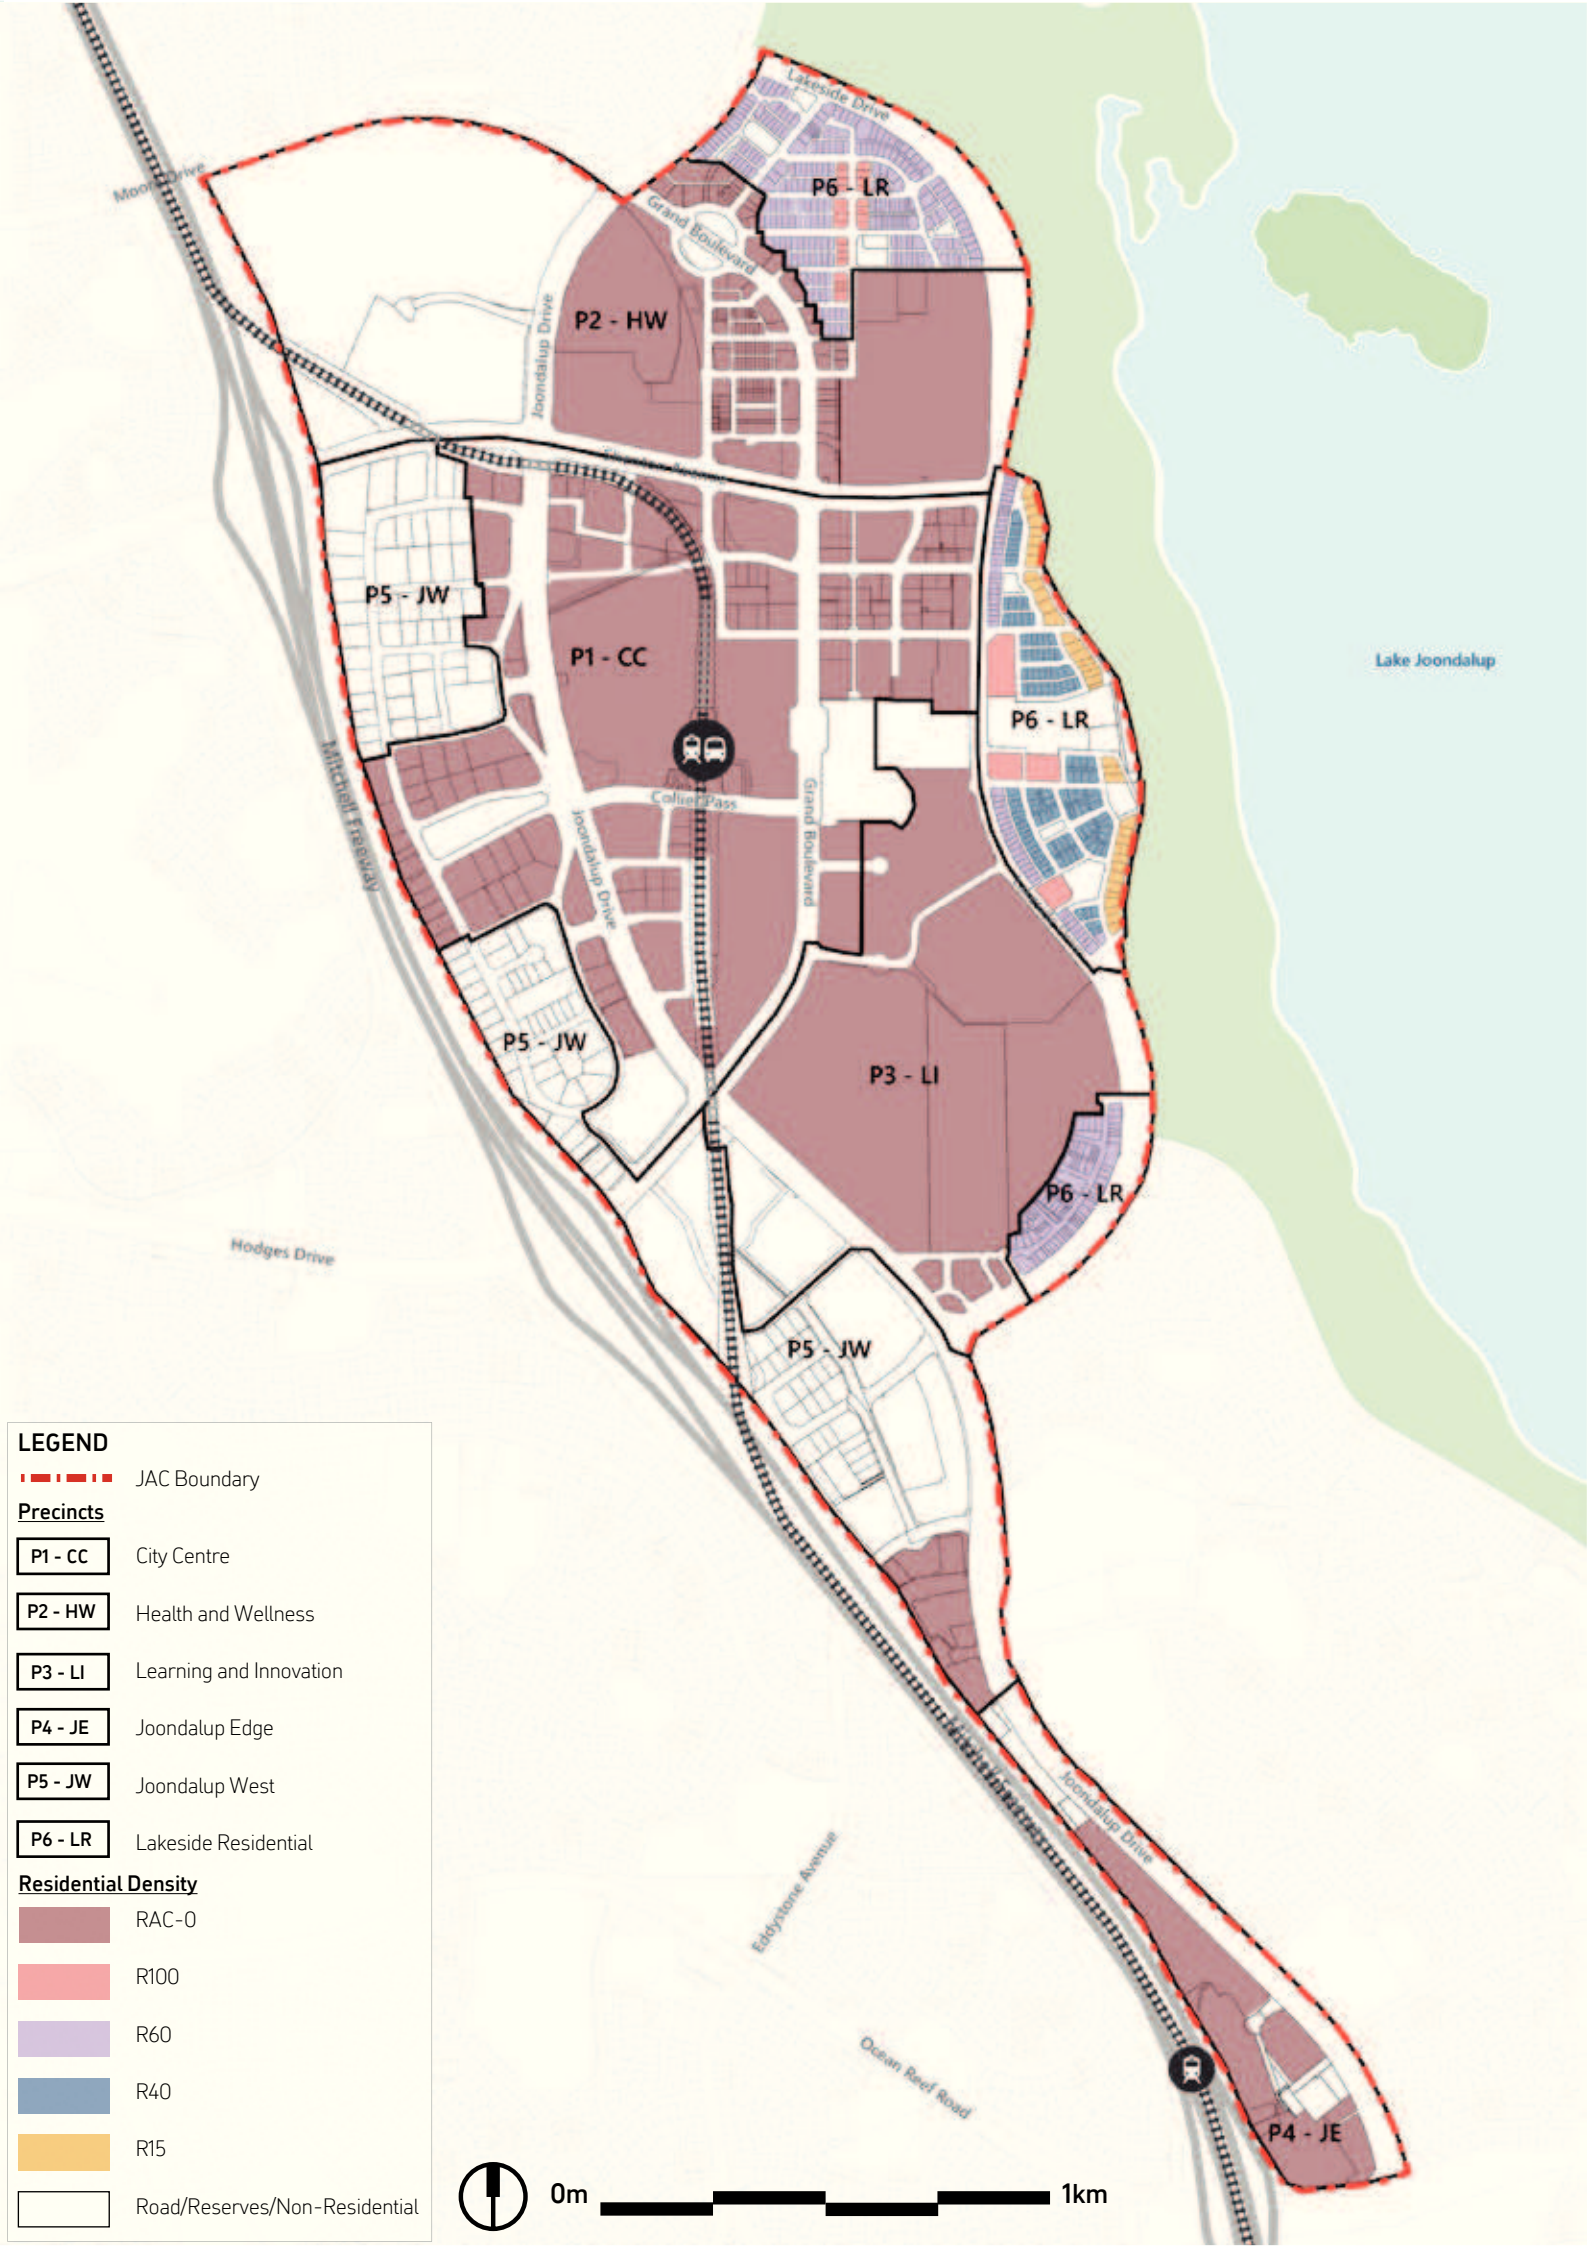 Lakeside Drive
Moore Drive
P6 - LR
Grand Boulevard
Joondalup Drive
P2 - HW
Shenton Avenue
P5 - JW
P1 - CC
Lake Joondalup
P6 - LR
Mitchell Freeway
Collier Pass
Grand Boulevard
Joondalup Drive
P5 - JW
P3 - LI
P6 - LR
Hodges Drive
P5 - JW
Joondalup Drive
Eddystone Avenue
Ocean Reef Road
P4 - JE
LEGEND
JAC Boundary
Precincts
P1 - CC City Centre
P2 - HW Health and Wellness
P3 - LI Learning and Innovation
P4 - JE Joondalup Edge
P5 - JW Joondalup West
P6 - LR Lakeside Residential
Residential Density
RAC-0
R100
R60
R40
R15
Road/Reserves/Non-Residential
0m 1km